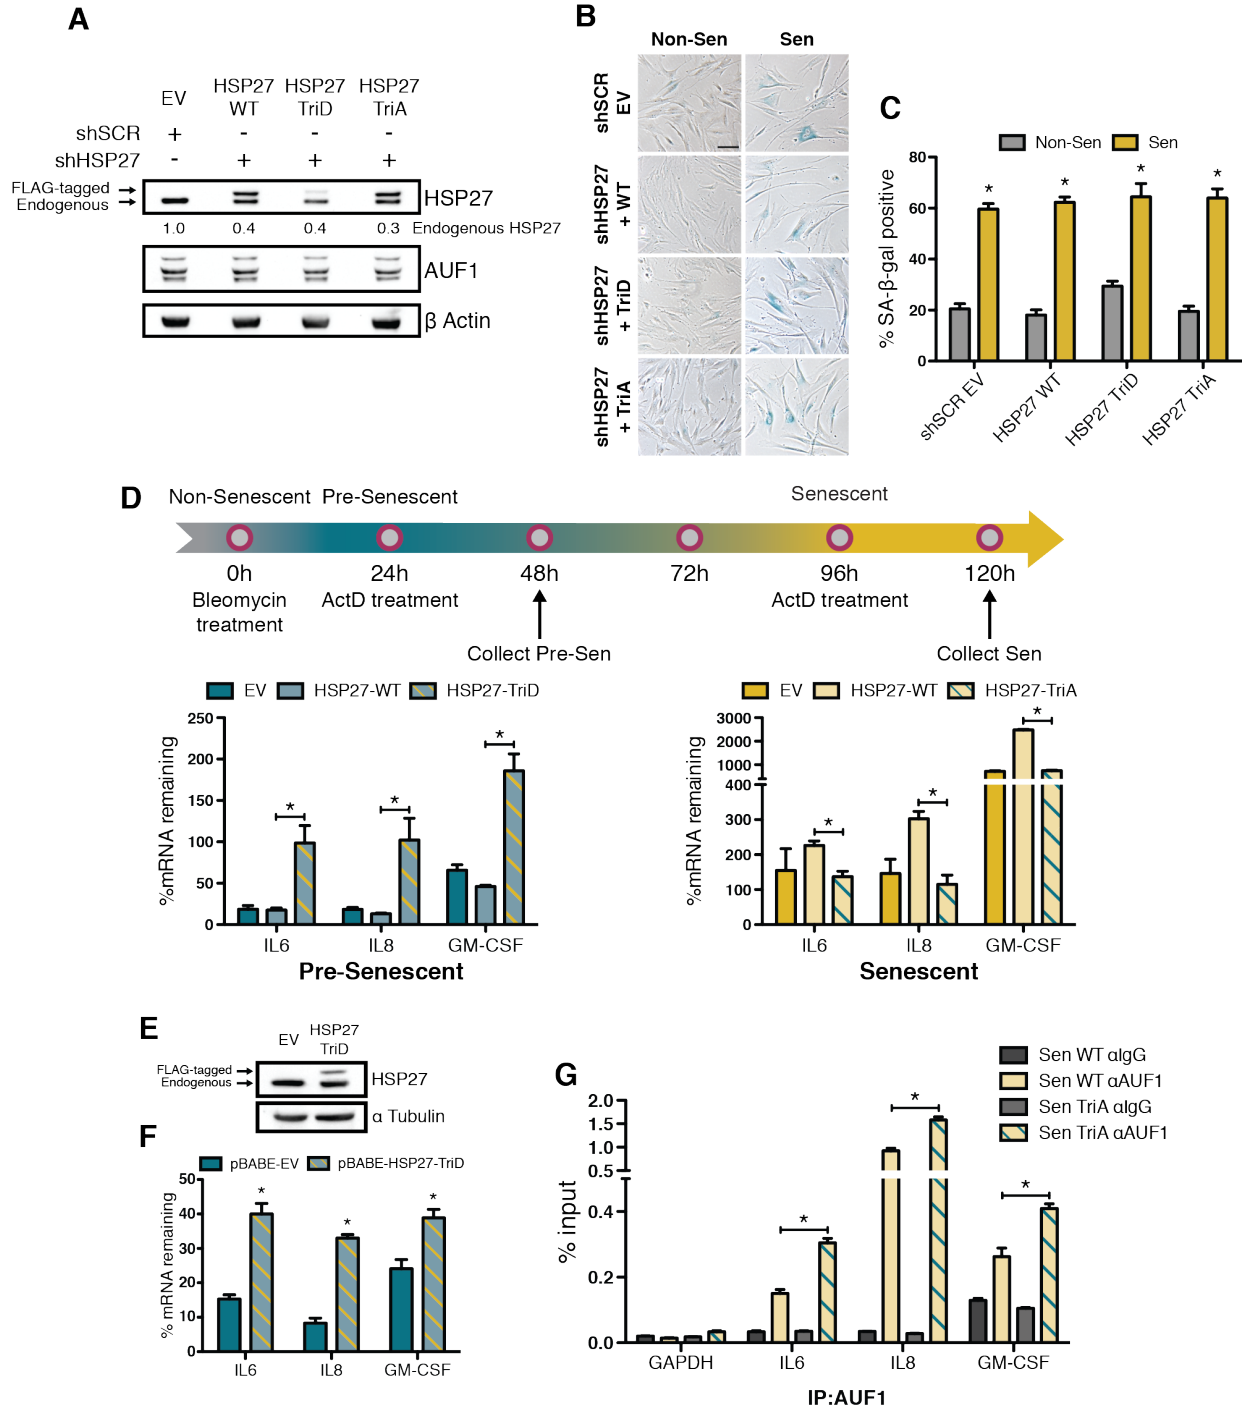 A
EV
HSP27 WT
HSP27 TriD
HSP27 TriA
shSCR + - - -
shHSP27 - + + +
FLAG-tagged
Endogenous
HSP27
1.0 0.4 0.4 0.3 Endogenous HSP27
AUF1
β Actin
B
Non-Sen Sen
shSCR
EV
shHSP27
+ WT
shHSP27
+ TriD
shHSP27
+ TriA
C
Non-Sen Sen
% SA-β-gal positive
80
60
40
20
0
* * * *
shSCR EV
HSP27 WT
HSP27 TriD
HSP27 TriA
D
Non-Senescent Pre-Senescent Senescent
0h 24h 48h 72h 96h 120h
Bleomycin
treatment
ActD treatment
ActD treatment
Collect Pre-Sen
Collect Sen
EV HSP27-WT HSP27-TriD
%mRNA remaining
250
200
150
100
50
0
* * *
IL6 IL8 GM-CSF
Pre-Senescent
EV HSP27-WT HSP27-TriA
%mRNA remaining
3000
2000
1000
400
300
200
100
0
* * *
IL6 IL8 GM-CSF
Senescent
E
EV
HSP27
TriD
FLAG-tagged
Endogenous
HSP27
α Tubulin
F
pBABE-EV pBABE-HSP27-TriD
% mRNA remaining
50
40
30
20
10
0
* * *
IL6 IL8 GM-CSF
G
Sen WT αIgG
Sen WT αAUF1
Sen TriA αIgG
Sen TriA αAUF1
% input
2.0
1.5
1.0
0.5
0.4
0.2
0.0
* * *
GAPDH IL6 IL8 GM-CSF
IP:AUF1